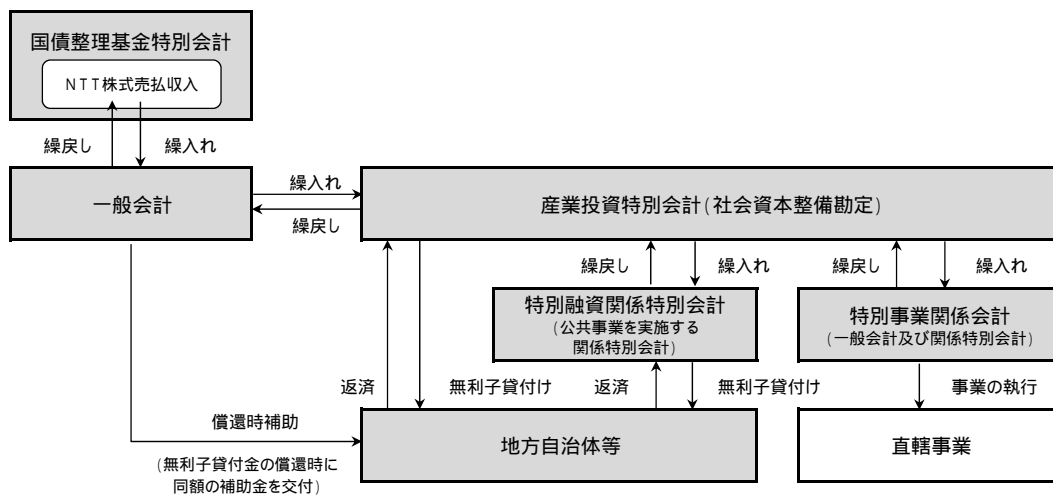 国債整理基金特別会計
NTT株式売払収入
繰戻し
繰入れ
一般会計
繰入れ
繰戻し
産業投資特別会計(社会資本整備勘定)
繰戻し
繰入れ
繰戻し
繰入れ
特別融資関係特別会計
(公共事業を実施する
関係特別会計)
特別事業関係会計
(一般会計及び関係特別会計)
返済
無利子貸付け
返済
無利子貸付け
事業の執行
償還時補助
(無利子貸付金の償還時に
同額の補助金を交付)
地方自治体等
直轄事業